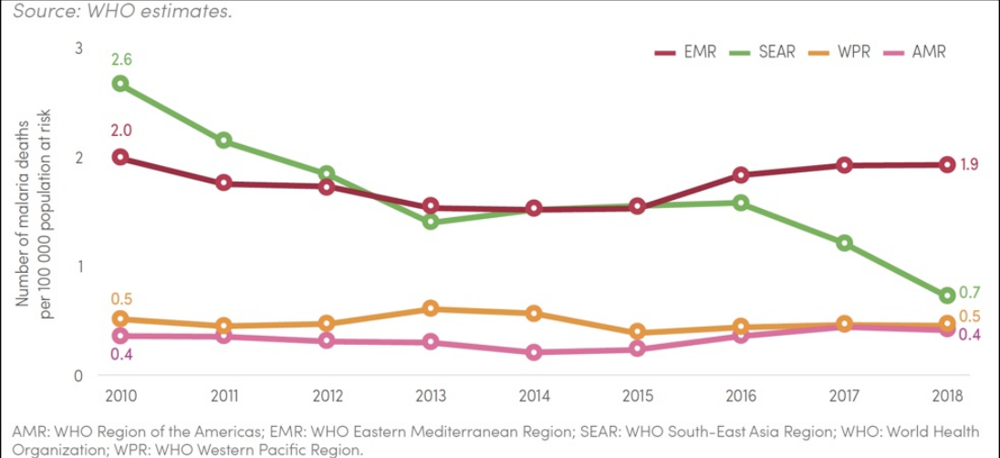 Source: WHO estimates.
3
EMR SEAR WPR AMR
2.6
2.0
2
1.9
Number of malaria deaths
per 100 000 population at risk
1
0.7
0.5
0.5
0.4
0.4
0
2010 2011 2012 2013 2014 2015 2016 2017 2018
AMR: WHO Region of the Americas; EMR: WHO Eastern Mediterranean Region; SEAR: WHO South-East Asia Region; WHO: World Health
Organization; WPR: WHO Western Pacific Region.